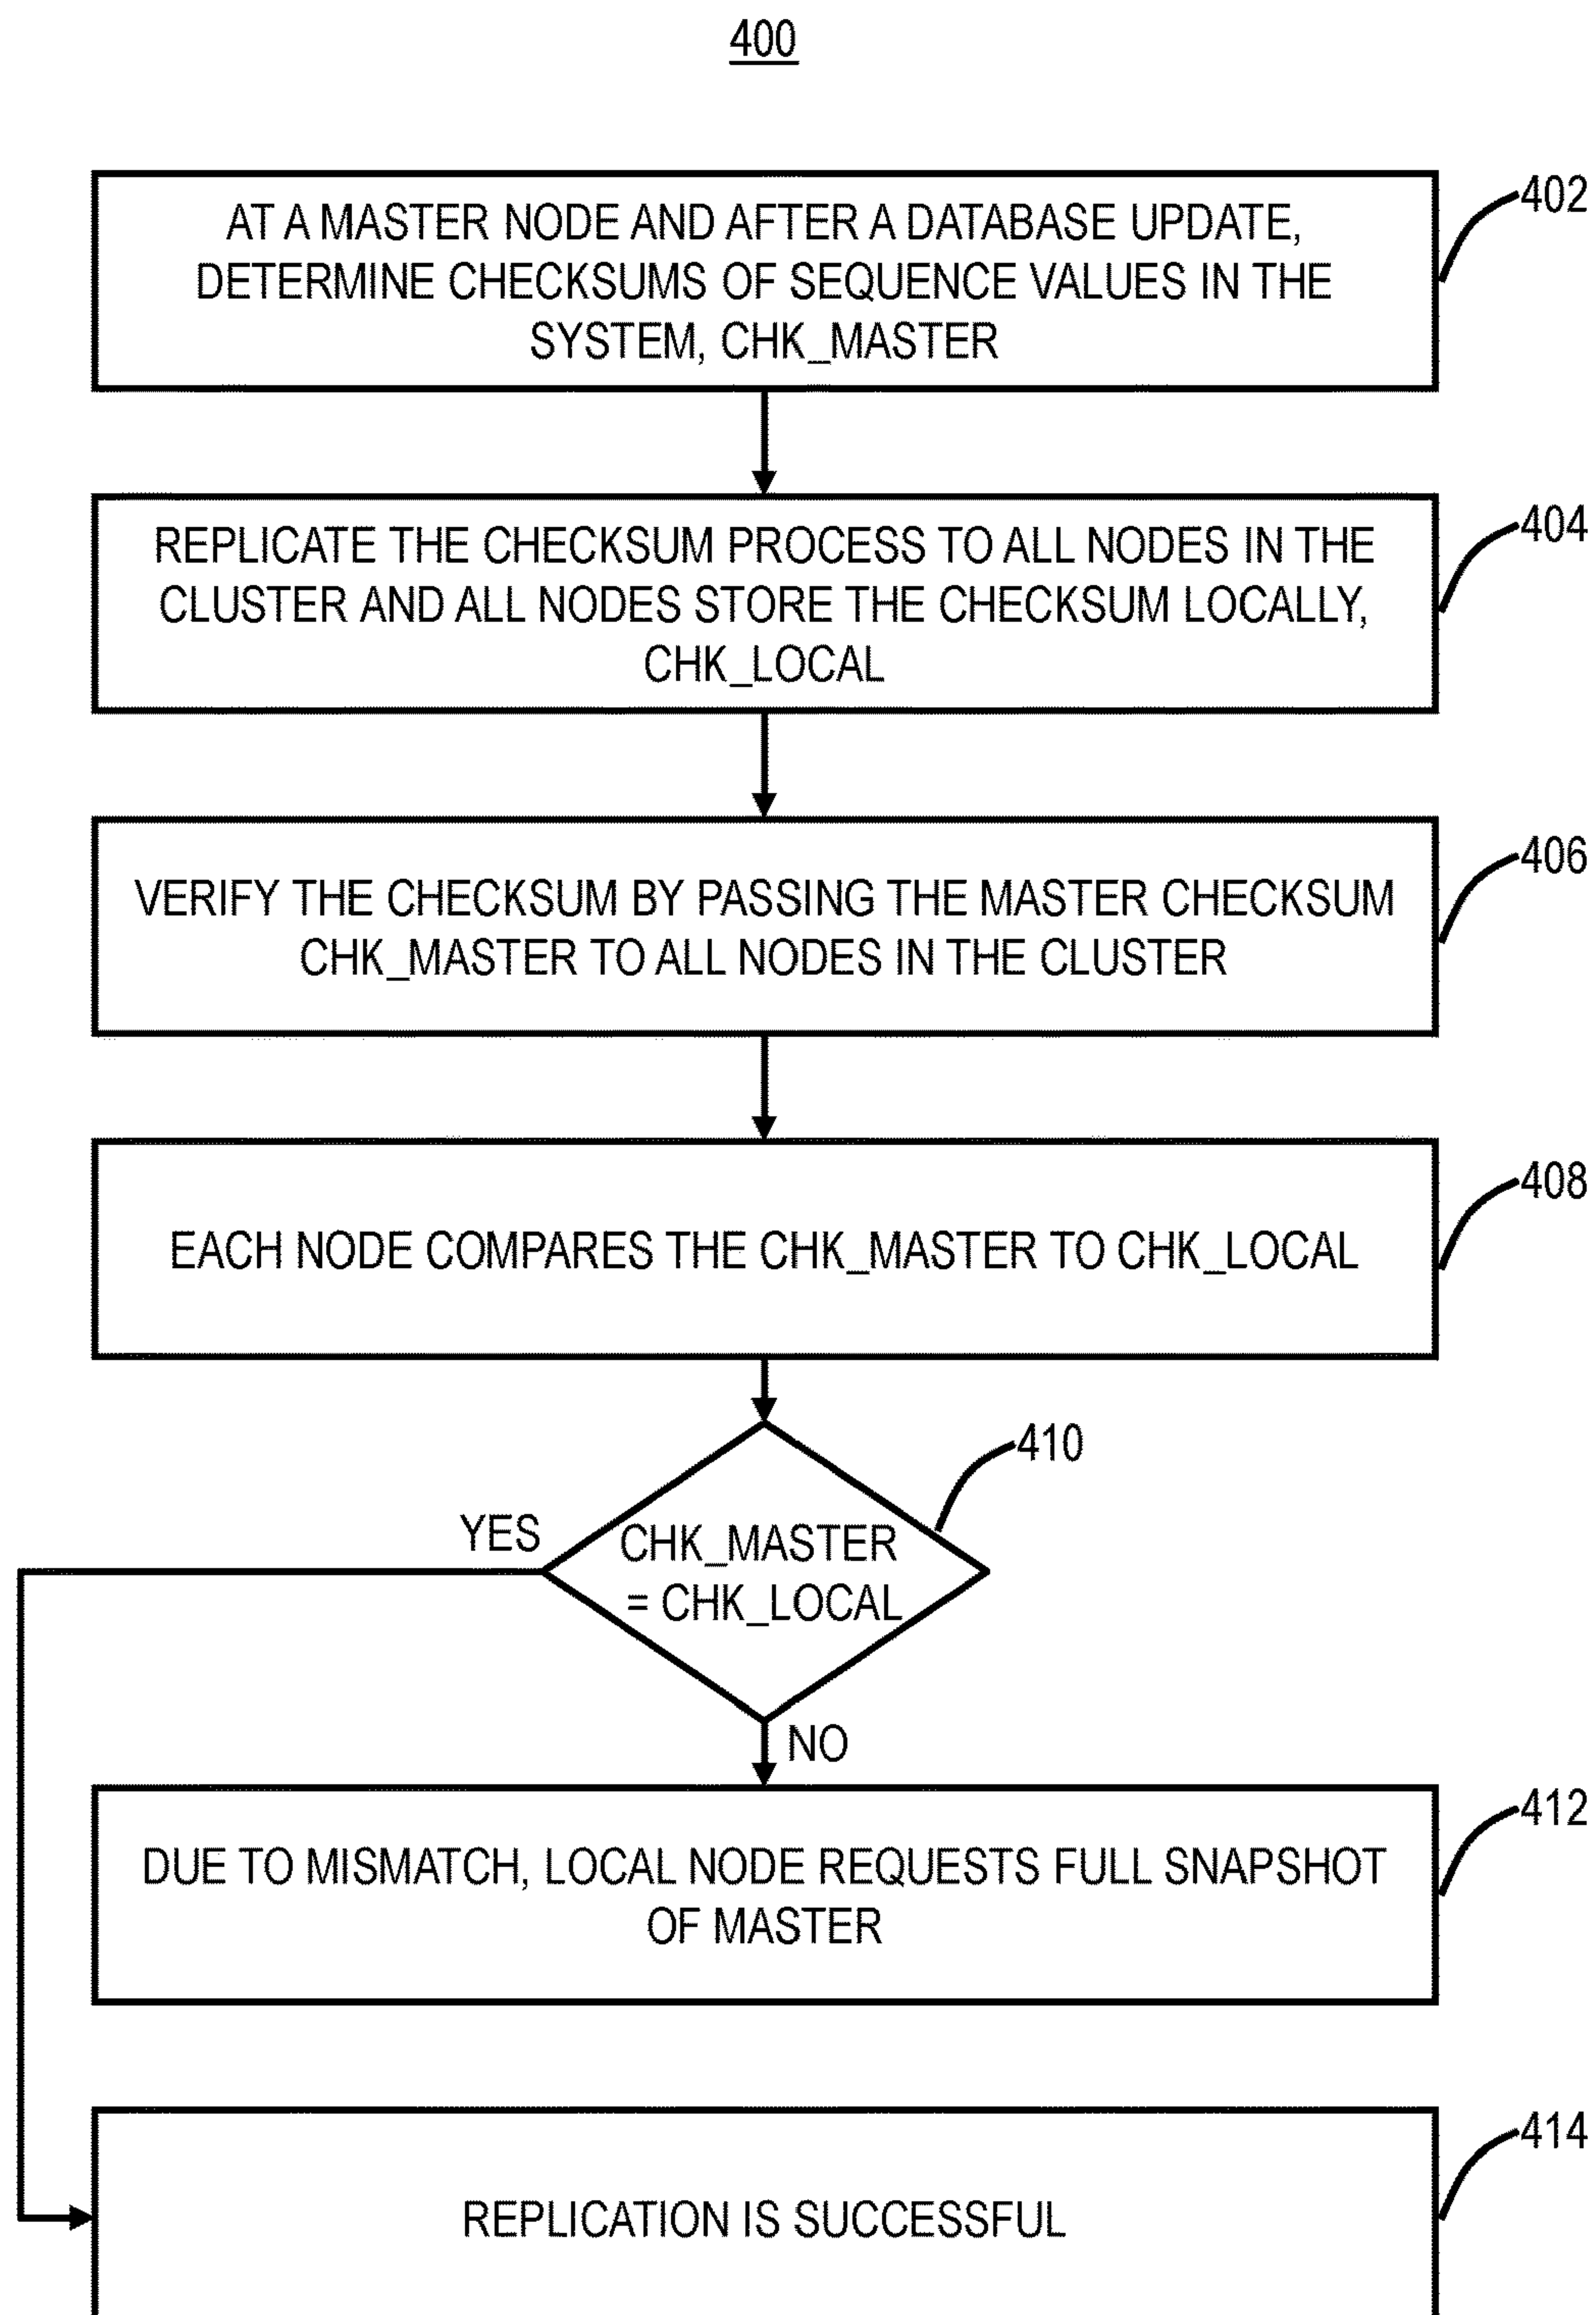 400
AT A MASTER NODE AND AFTER A DATABASE UPDATE,
DETERMINE CHECKSUMS OF SEQUENCE VALUES IN THE
SYSTEM, CHK_MASTER
402
REPLICATE THE CHECKSUM PROCESS TO ALL NODES IN THE
CLUSTER AND ALL NODES STORE THE CHECKSUM LOCALLY,
CHK_LOCAL
404
VERIFY THE CHECKSUM BY PASSING THE MASTER CHECKSUM
CHK_MASTER TO ALL NODES IN THE CLUSTER
406
EACH NODE COMPARES THE CHK_MASTER TO CHK_LOCAL
408
410
YES
CHK_MASTER
= CHK_LOCAL
NO
DUE TO MISMATCH, LOCAL NODE REQUESTS FULL SNAPSHOT
OF MASTER
412
REPLICATION IS SUCCESSFUL
414